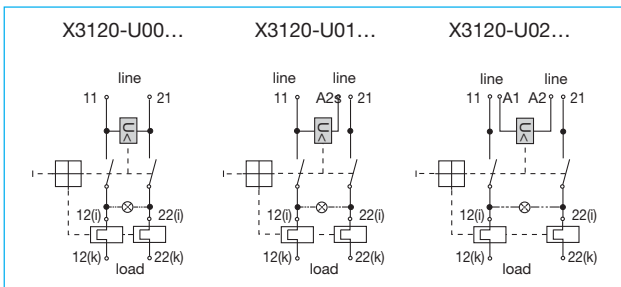 X3120-U00... X3120-U01... X3120-U02...
line line line line line
11 21 11 A2s 21 11 A1 A2 21
U< U< U<
12(i) 22(i) 12(i) 22(i) 12(i) 22(i)
12(k) 22(k) 12(k) 22(k) 12(k) 22(k)
load load load